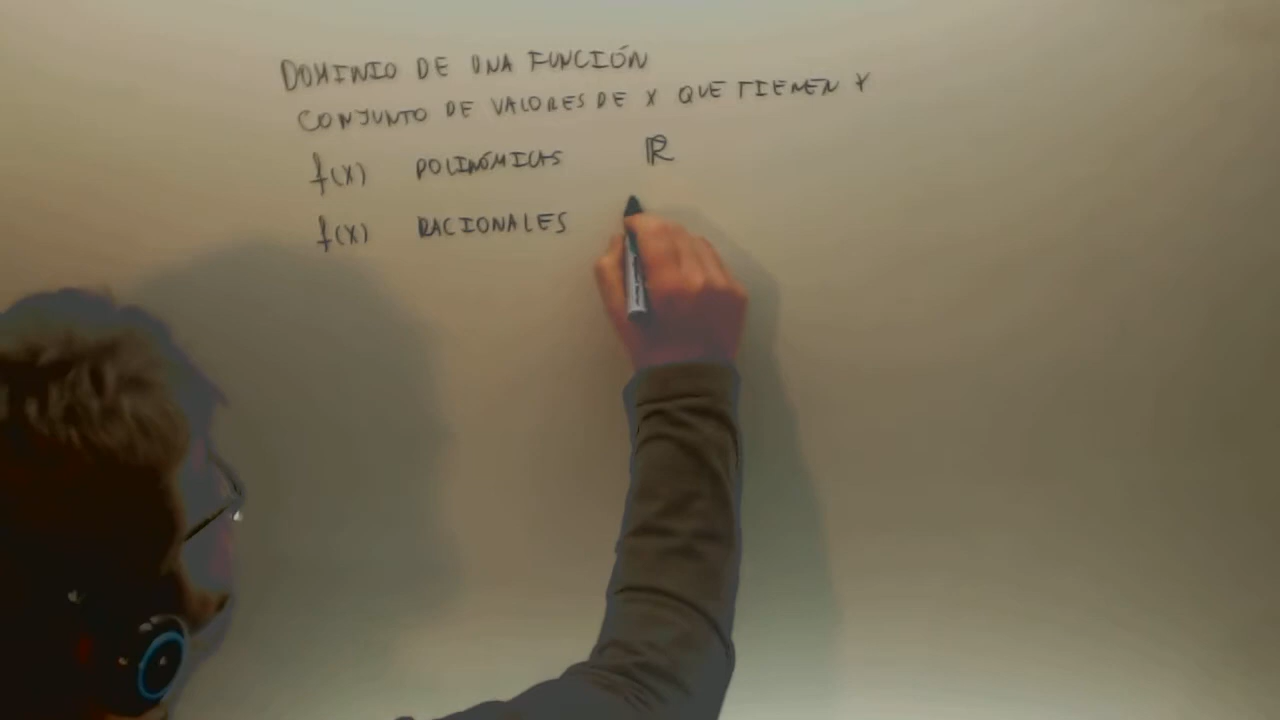 DOMINIO DE UNA FUNCIÓN
CONJUNTO DE VALORES DE X QUE TIENEN Y
f(x) POLINÓMICAS ℝ
f(x) RACIONALES